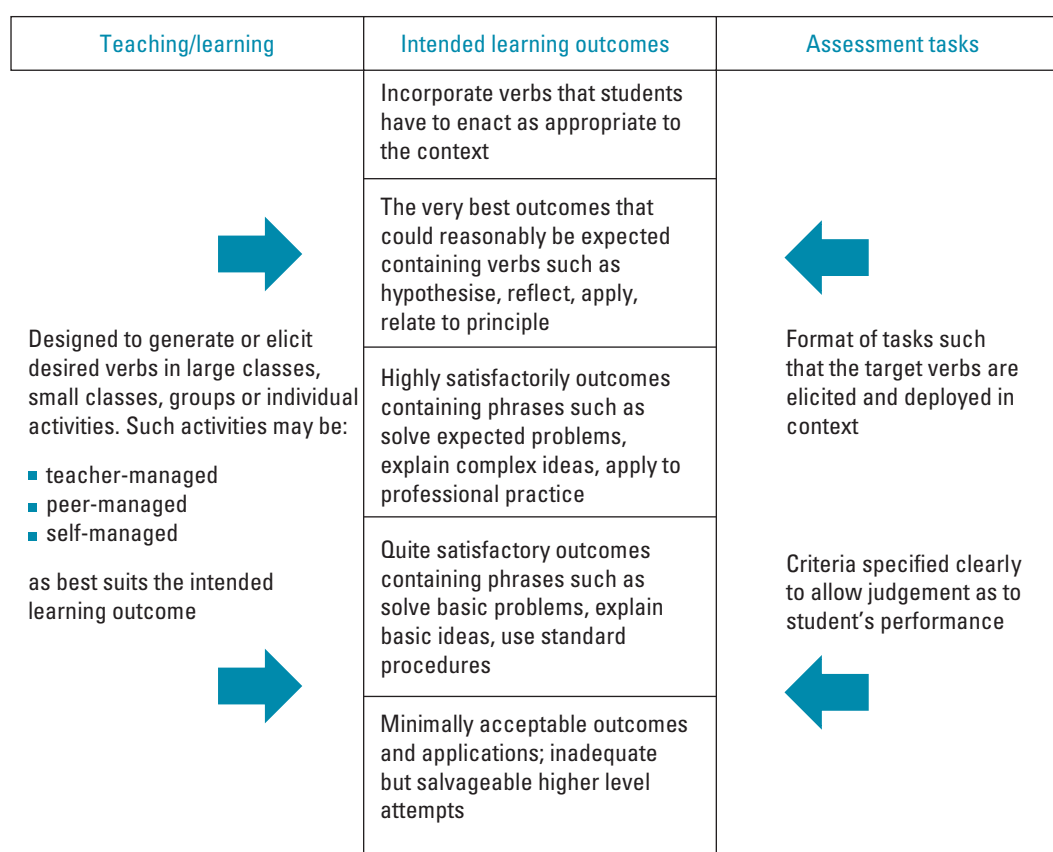 Teaching/learning
Intended learning outcomes
Assessment tasks
Designed to generate or elicit
desired verbs in large classes,
small classes, groups or individual
activities. Such activities may be:
teacher-managed
peer-managed
self-managed
as best suits the intended
learning outcome
Incorporate verbs that students
have to enact as appropriate to
the context
The very best outcomes that
could reasonably be expected
containing verbs such as
hypothesise, reflect, apply,
relate to principle
Highly satisfactorily outcomes
containing phrases such as
solve expected problems,
explain complex ideas, apply to
professional practice
Quite satisfactory outcomes
containing phrases such as
solve basic problems, explain
basic ideas, use standard
procedures
Minimally acceptable outcomes
and applications; inadequate
but salvageable higher level
attempts
Format of tasks such
that the target verbs are
elicited and deployed in
context
Criteria specified clearly
to allow judgement as to
student's performance